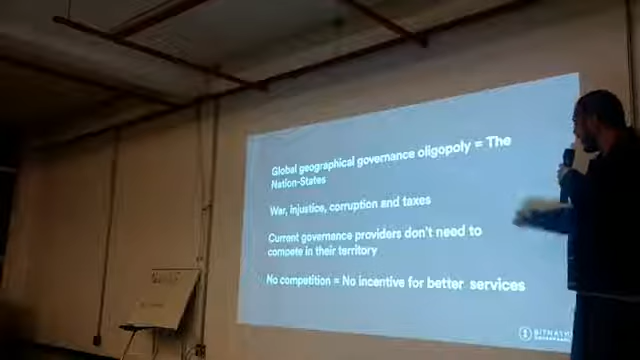 Global geographical governance oligopoly = The
Nation-States
War, injustice, corruption and taxes
Current governance providers don't need to
compete in their territory
No competition = No incentive for better services